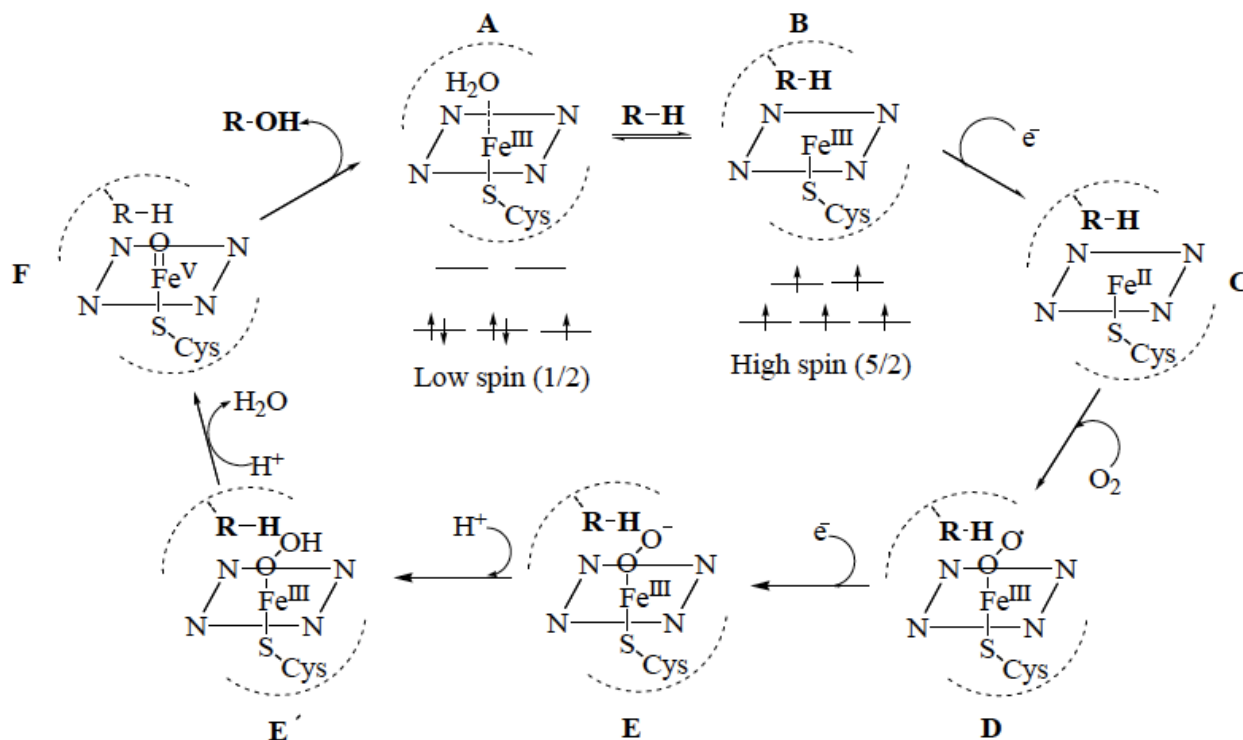 A
B
H₂O
N
N
Feᴵᴵᴵ
N
N
S
Cys
R-H
R-H
N
N
Feᴵᴵᴵ
N
N
S
Cys
e⁻
R-OH
Low spin (1/2)
High spin (5/2)
F
R-H
O
N
N
Feⱽ
N
N
S
Cys
C
R-H
N
N
Feᴵᴵ
N
N
S
Cys
H₂O
H⁺
O₂
R-H
OH
O
N
N
Feᴵᴵᴵ
N
N
S
Cys
E´
H⁺
R-H
O⁻
O
N
N
Feᴵᴵᴵ
N
N
S
Cys
E
e⁻
R-H
O•
O
N
N
Feᴵᴵᴵ
N
N
S
Cys
D